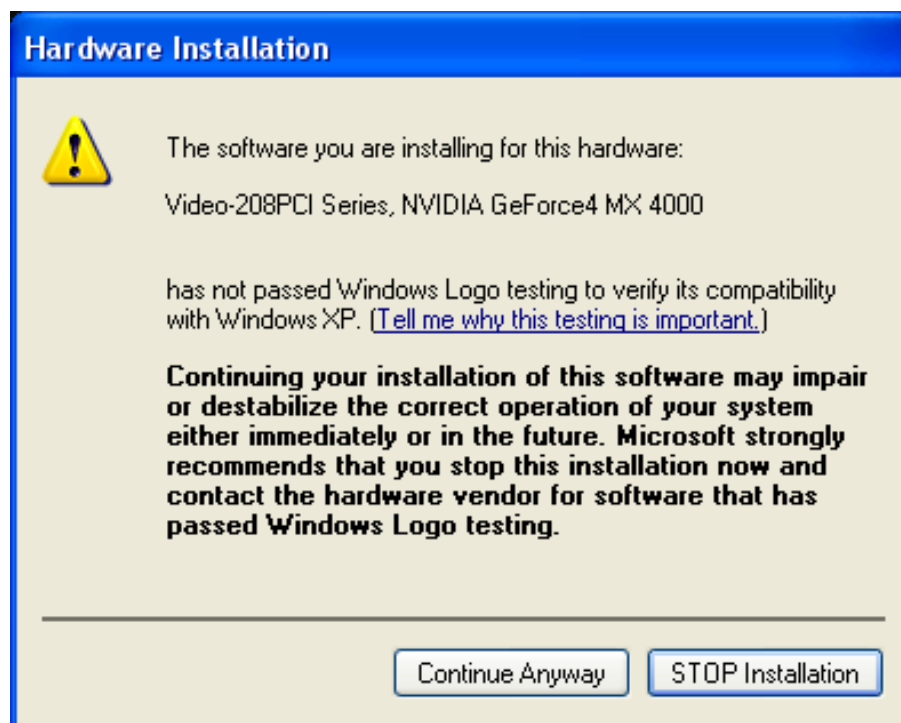 Hardware Installation
The software you are installing for this hardware:
Video-208PCI Series, NVIDIA GeForce4 MX 4000
has not passed Windows Logo testing to verify its compatibility
with Windows XP. (Tell me why this testing is important.)
Continuing your installation of this software may impair
or destabilize the correct operation of your system
either immediately or in the future. Microsoft strongly
recommends that you stop this installation now and
contact the hardware vendor for software that has
passed Windows Logo testing.
Continue Anyway
STOP Installation